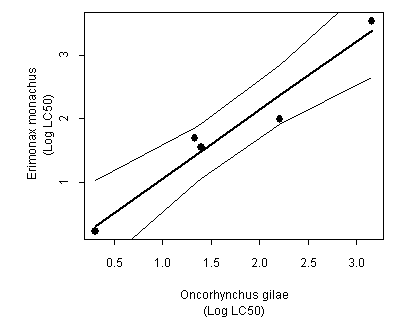 Erimonax monachus
(Log LC50)
3
2
1
0.5 1.0 1.5 2.0 2.5 3.0
Oncorhynchus gilae
(Log LC50)